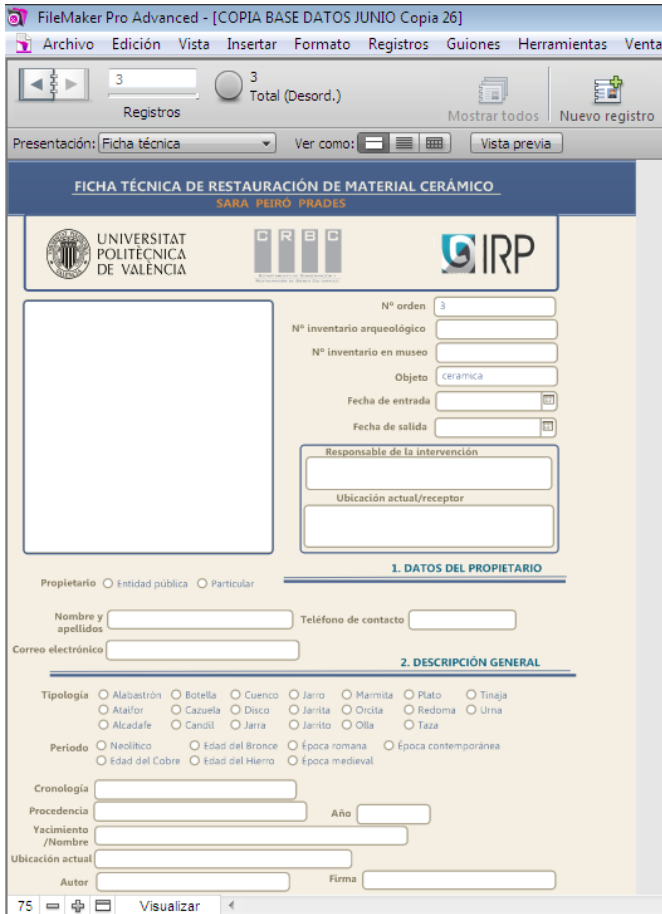 FileMaker Pro Advanced - [COPIA BASE DATOS JUNIO Copia 26]
Archivo Edición Vista Insertar Formato Registros Guiones Herramientas Venta
3
3
Total (Desord.)
Registros
Mostrar todos Nuevo registro
Presentación: Ficha técnica Ver como: Vista previa
FICHA TÉCNICA DE RESTAURACIÓN DE MATERIAL CERÁMICO
SARA PEIRÓ PRADES
UNIVERSITAT
POLITÈCNICA
DE VALÈNCIA
CRBC
IRP
Nº orden 3
Nº inventario arqueológico
Nº inventario en museo
Objeto ceramica
Fecha de entrada
Fecha de salida
Responsable de la intervención
Ubicación actual/receptor
1. DATOS DEL PROPIETARIO
Propietario Entidad pública Particular
Nombre y
apellidos
Teléfono de contacto
Correo electrónico
2. DESCRIPCIÓN GENERAL
Tipología Alabastrón Botella Cuenco Jarro Marmita Plato Tinaja
Ataifor Cazuela Disco Jarrita Orcita Redoma Urna
Alcadafe Candil Jarra Jarrito Olla Taza
Periodo Neolítico Edad del Bronce Época romana Época contemporánea
Edad del Cobre Edad del Hierro Época medieval
Cronología
Procedencia Año
Yacimiento
/Nombre
Ubicación actual
Autor Firma
75 Visualizar